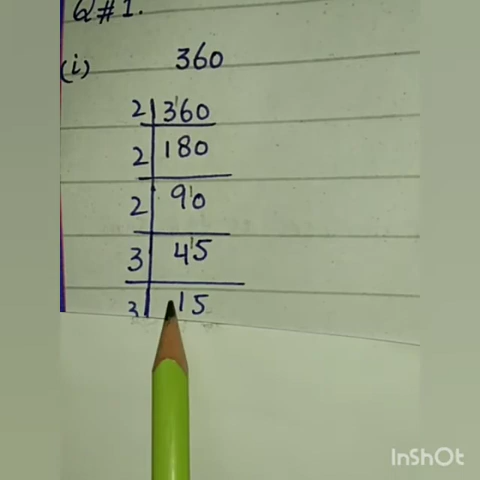 Q#1.
(i) 360
2 | 360
2 | 180
2 | 90
3 | 45
3 | 15
InShOt